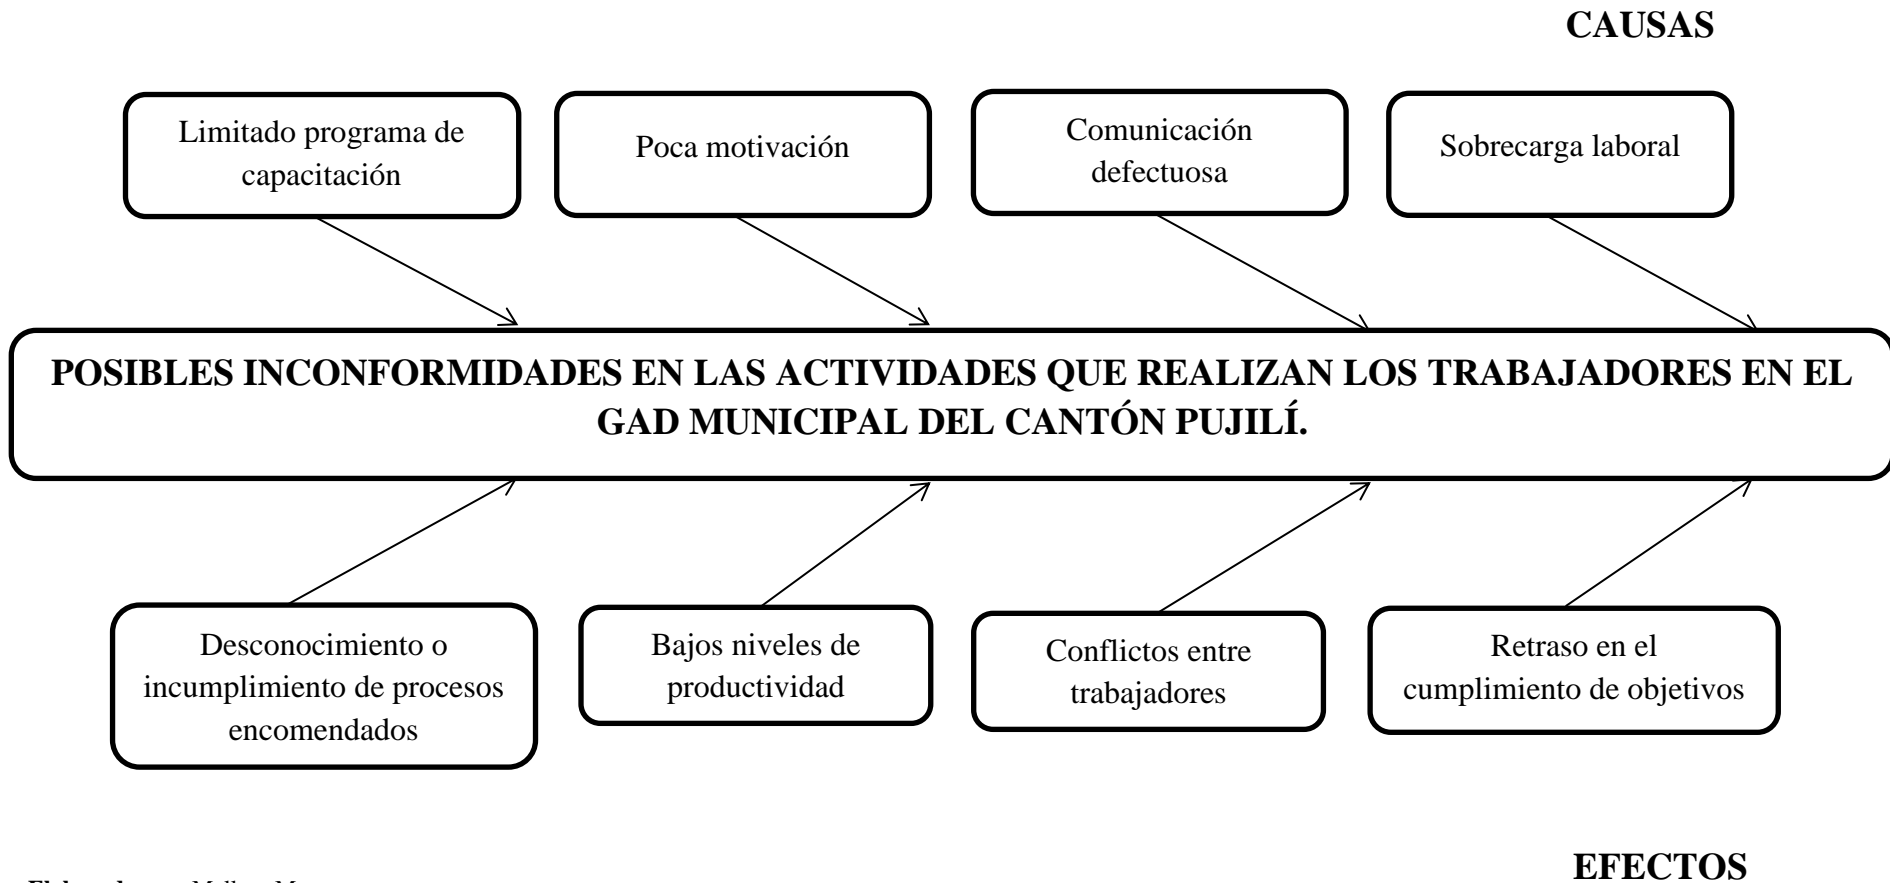 CAUSAS
Limitado programa de
capacitación
Poca motivación
Comunicación
defectuosa
Sobrecarga laboral
POSIBLES INCONFORMIDADES EN LAS ACTIVIDADES QUE REALIZAN LOS TRABAJADORES EN EL
GAD MUNICIPAL DEL CANTÓN PUJILÍ.
Desconocimiento o
incumplimiento de procesos
encomendados
Bajos niveles de
productividad
Conflictos entre
trabajadores
Retraso en el
cumplimiento de objetivos
EFECTOS